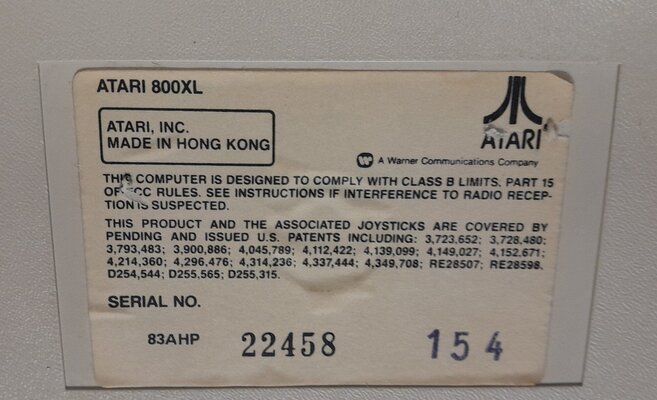 ATARI 800XL
ATARI, INC.
MADE IN HONG KONG
ATARI
A Warner Communications Company
THIS COMPUTER IS DESIGNED TO COMPLY WITH CLASS B LIMITS, PART 15
OF FCC RULES. SEE INSTRUCTIONS IF INTERFERENCE TO RADIO RECEP-
TION IS SUSPECTED.
THIS PRODUCT AND THE ASSOCIATED JOYSTICKS ARE COVERED BY
PENDING AND ISSUED U.S. PATENTS INCLUDING: 3,723,652; 3,728,480;
3,793,483; 3,900,886; 4,045,789; 4,112,422; 4,139,099; 4,149,027; 4,152,671;
4,214,360; 4,296,476; 4,314,236; 4,337,444; 4,349,708; RE28507; RE28598,
D254,544; D255,565; D255,315.
SERIAL NO.
83AHP 22458 154